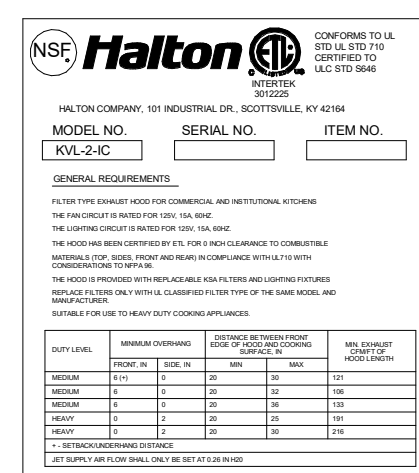 NSF
Halton
ETL
C LISTED US
INTERTEK
3012225
CONFORMS TO UL
STD UL STD 710
CERTIFIED TO
ULC STD S646
HALTON COMPANY, 101 INDUSTRIAL DR., SCOTTSVILLE, KY 42164
MODEL NO. SERIAL NO. ITEM NO.
KVL-2-IC
GENERAL REQUIREMENTS
FILTER TYPE EXHAUST HOOD FOR COMMERCIAL AND INSTITUTIONAL KITCHENS
THE FAN CIRCUIT IS RATED FOR 125V, 15A, 60HZ.
THE LIGHTING CIRCUIT IS RATED FOR 125V, 15A, 60HZ.
THE HOOD HAS BEEN CERTIFIED BY ETL FOR 0 INCH CLEARANCE TO COMBUSTIBLE
MATERIALS (TOP, SIDES, FRONT AND REAR) IN COMPLIANCE WITH UL710 WITH
CONSIDERATIONS TO NFPA 96.
THE HOOD IS PROVIDED WITH REPLACEABLE KSA FILTERS AND LIGHTING FIXTURES
REPLACE FILTERS ONLY WITH UL CLASSIFIED FILTER TYPE OF THE SAME MODEL AND
MANUFACTURER.
SUITABLE FOR USE TO HEAVY DUTY COOKING APPLIANCES.
DUTY LEVEL
MINIMUM OVERHANG
FRONT, IN SIDE, IN
DISTANCE BETWEEN FRONT
EDGE OF HOOD AND COOKING
SURFACE, IN
MIN MAX
MIN. EXHAUST
CFM/FT OF
HOOD LENGTH
MEDIUM 6 (+) 0 20 30 121
MEDIUM 6 0 20 32 106
MEDIUM 6 0 20 36 133
HEAVY 0 2 20 25 191
HEAVY 0 2 20 30 216
+ - SETBACK/UNDERHANG DISTANCE
JET SUPPLY AIR FLOW SHALL ONLY BE SET AT 0.26 IN H20